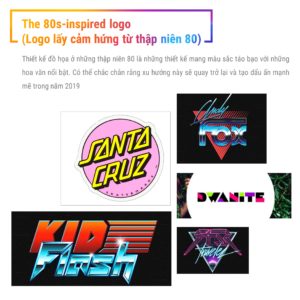 The 80s-inspired logo
(Logo lấy cảm hứng từ thập niên 80)
Thiết kế đồ họa ở những thập niên 80 là những thiết kế mang màu sắc táo bạo với những
hoa văn nổi bật. Có thể chắc chắn rằng xu hướng này sẽ quay trở lại và tạo dấu ấn mạnh
mẽ trong năm 2019
Lady
FOX
SANTA
CRUZ
DWANITE
KID
Flash